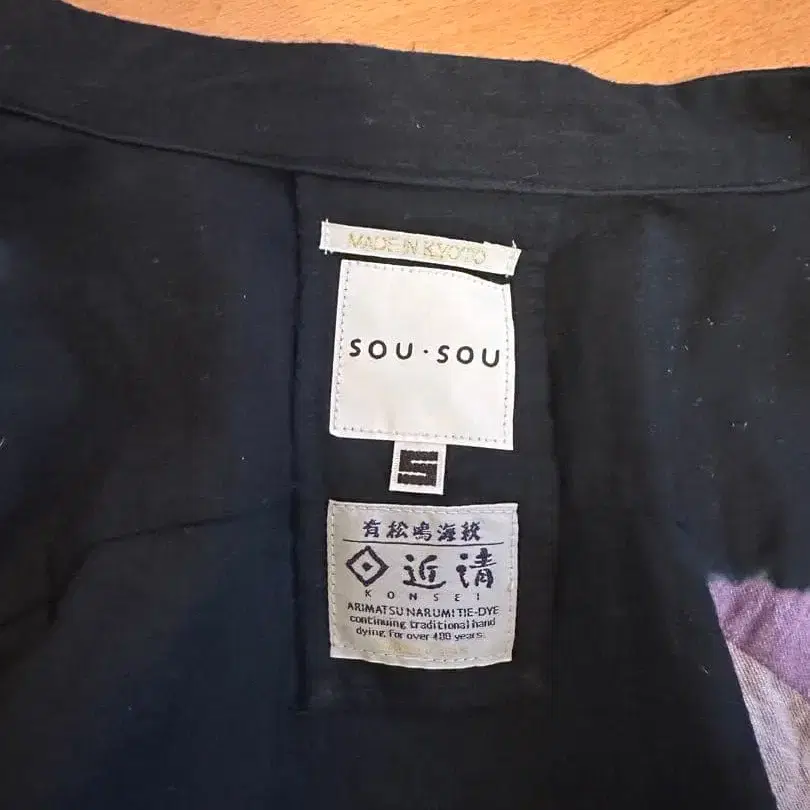 MADE IN KYOTO
SOU・SOU
S
有松鳴海絞
近清
KONSEI
ARIMATSU NARUMI TIE-DYE
continuing traditional hand
dying for over 400 years.